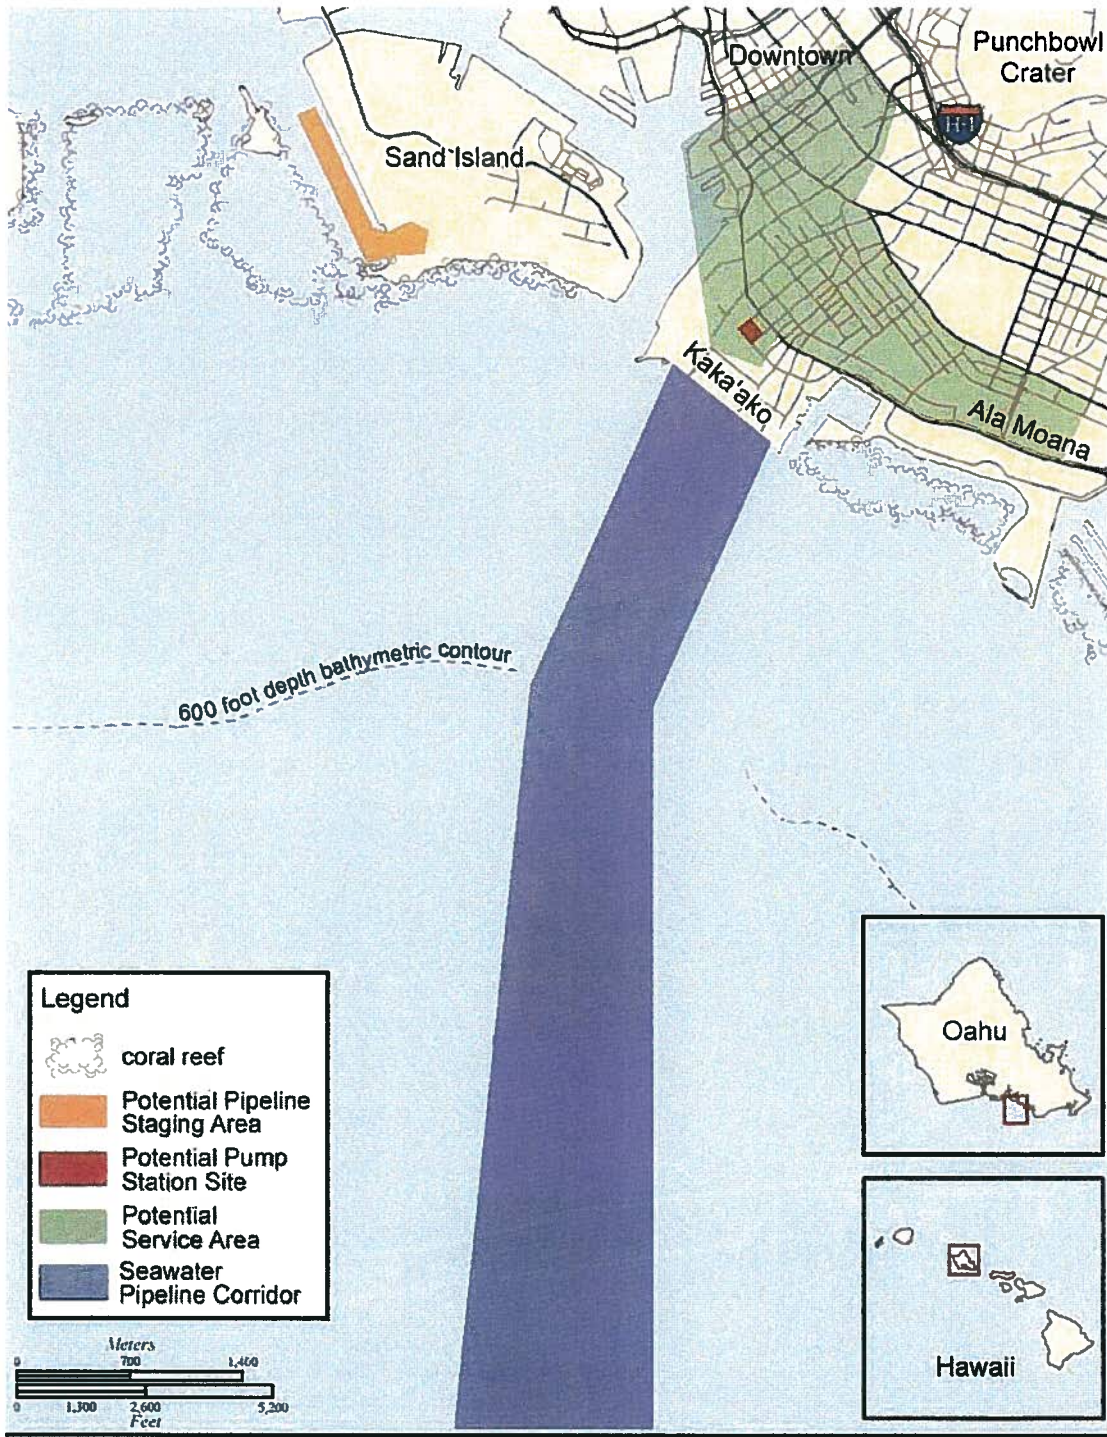 Downtown
Punchbowl
Crater
H-1
Sand Island
Kaka'ako
Ala Moana
600 foot depth bathymetric contour
Legend
coral reef
Potential Pipeline
Staging Area
Potential Pump
Station Site
Potential
Service Area
Seawater
Pipeline Corridor
Oahu
Hawaii
Meters
0 700 1,400
0 1,300 2,600 5,200
Feet